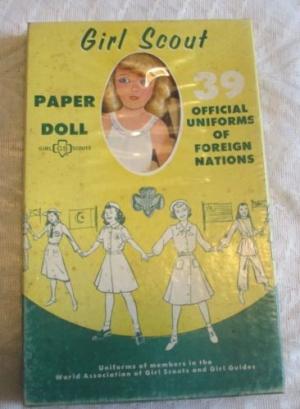 Girl Scout
PAPER
DOLL
GIRL GS SCOUTS
39
OFFICIAL
UNIFORMS
OF
FOREIGN
NATIONS
Uniforms of members in the
World Association of Girl Scouts and Girl Guides